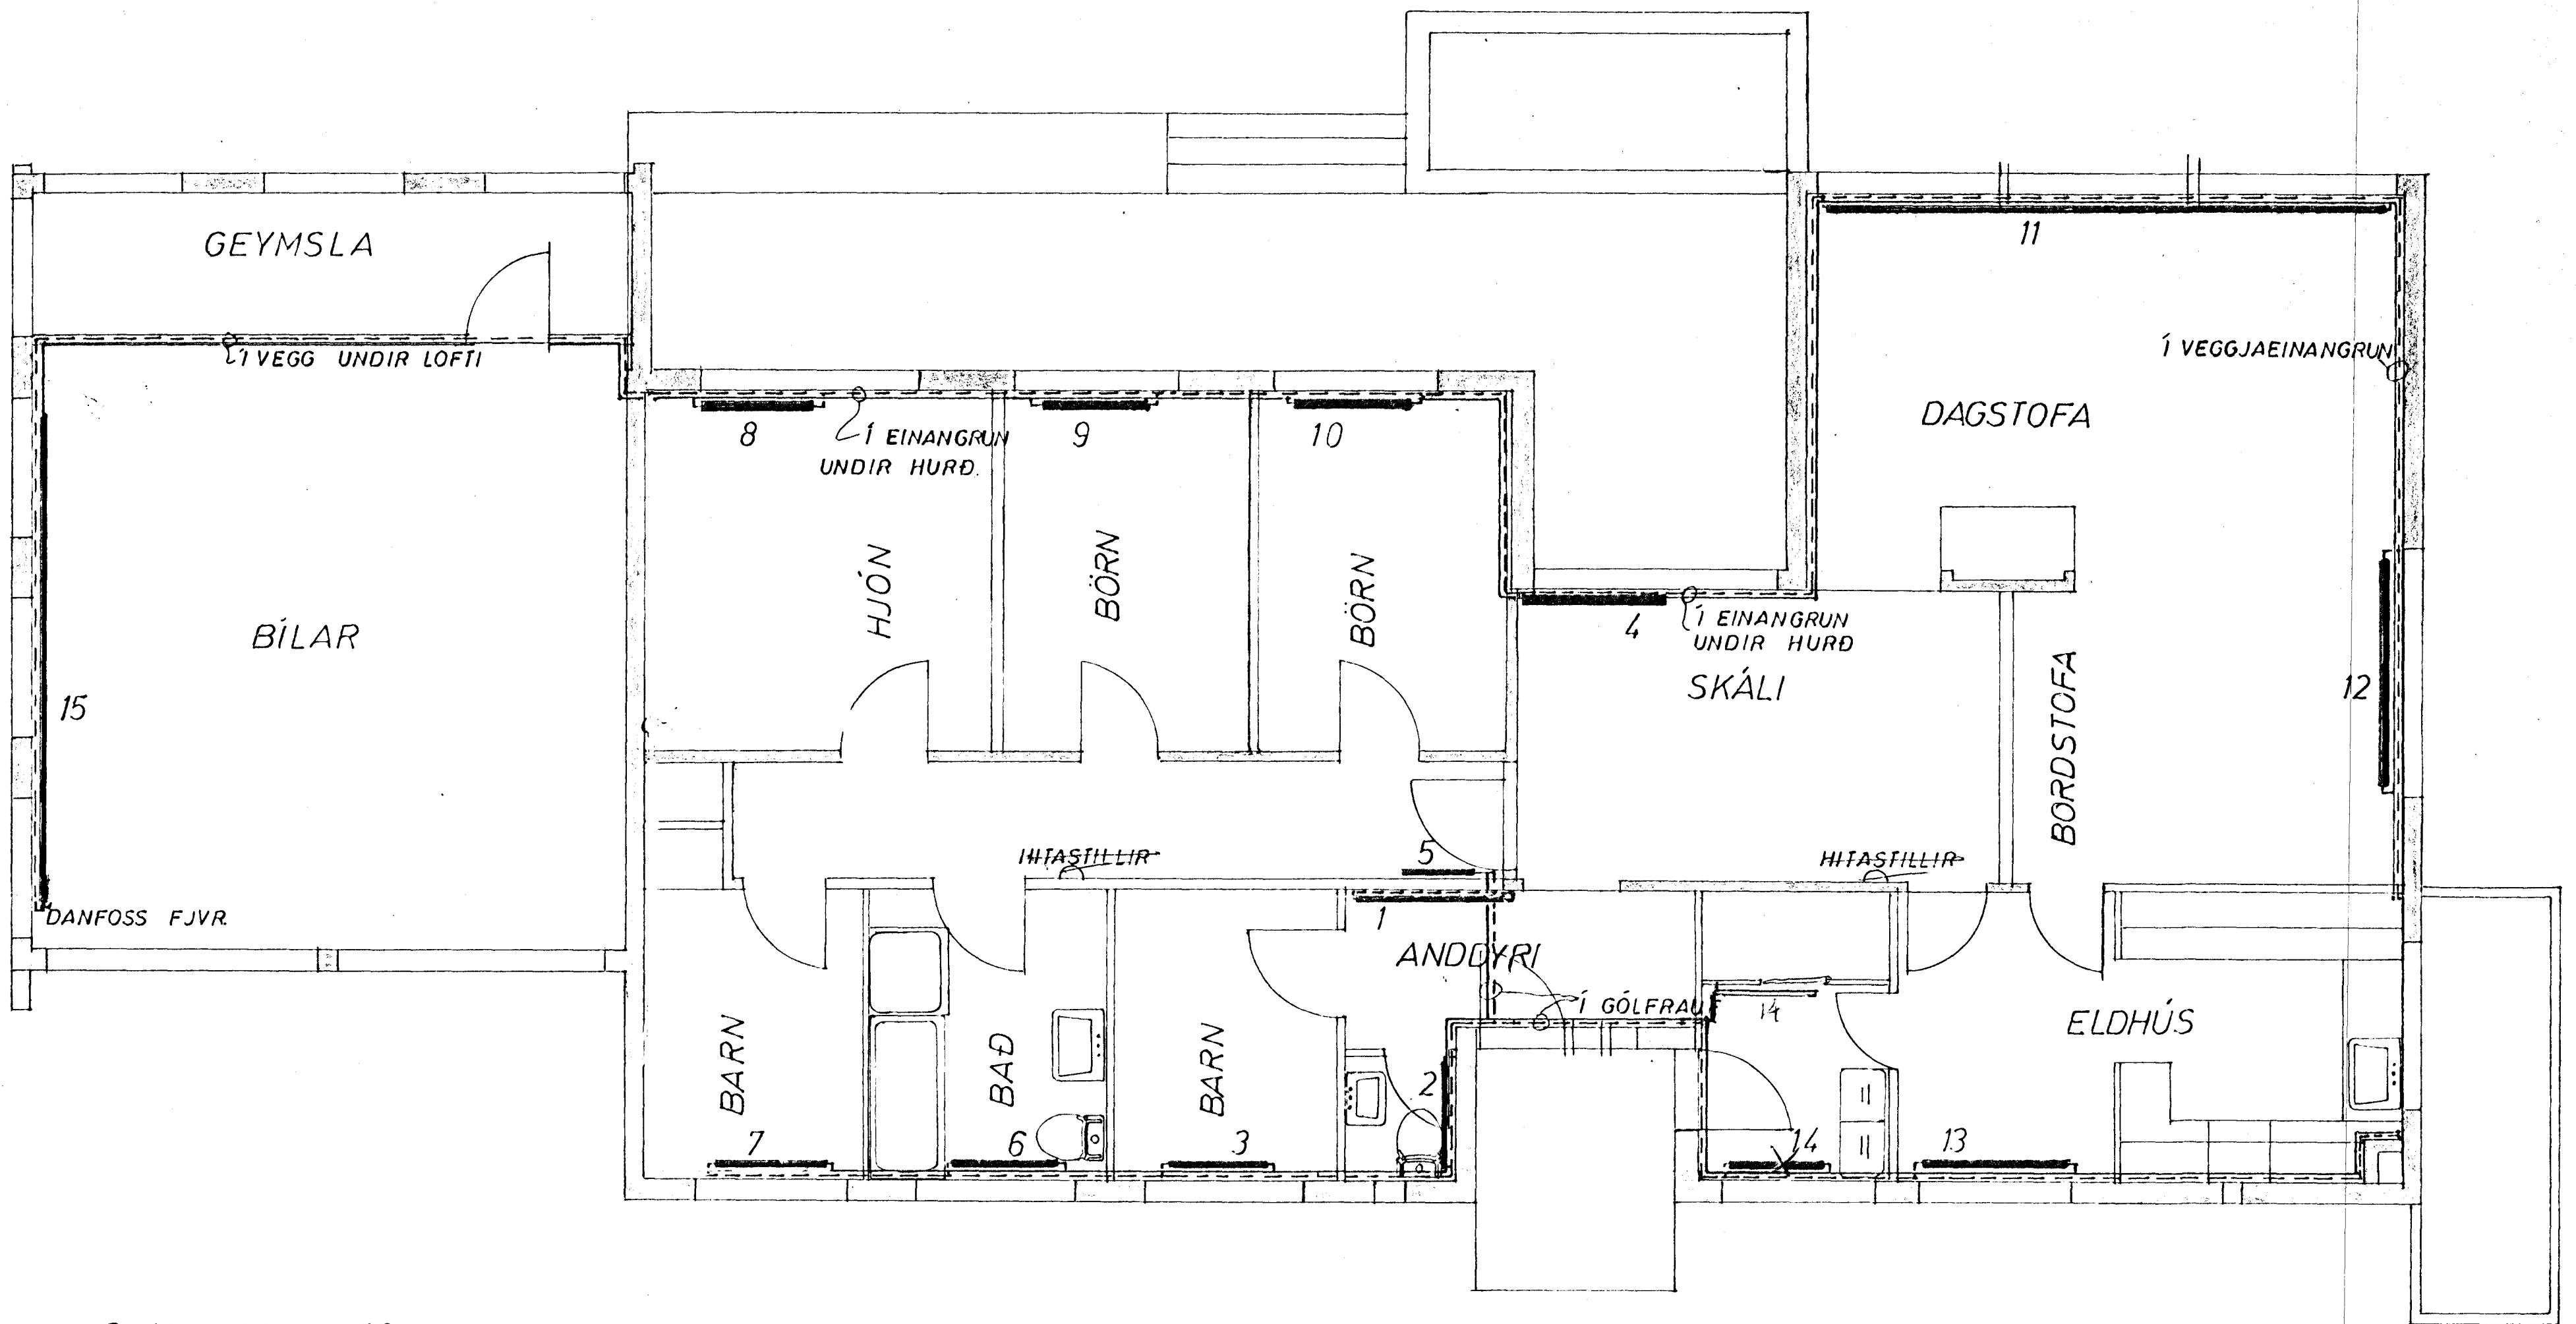 GEYMSLA
Í VEGG UNDIR LOFTI
BÍLAR
15
DANFOSS FJVR.
8
Í EINANGRUN
UNDIR HURÐ.
9
10
HJÓN
BÖRN
BÖRN
11
Í VEGGJAEINANGRUN
DAGSTOFA
4
Í EINANGRUN
UNDIR HURÐ
SKÁLI
BORDSTOFA
12
HITASTILLIR
5
HITASTILLIR
1
ANDDYRI
Í GÓLFRAU
14
ELDHÚS
BARN
BAÐ
BARN
2
7
6
3
14
13